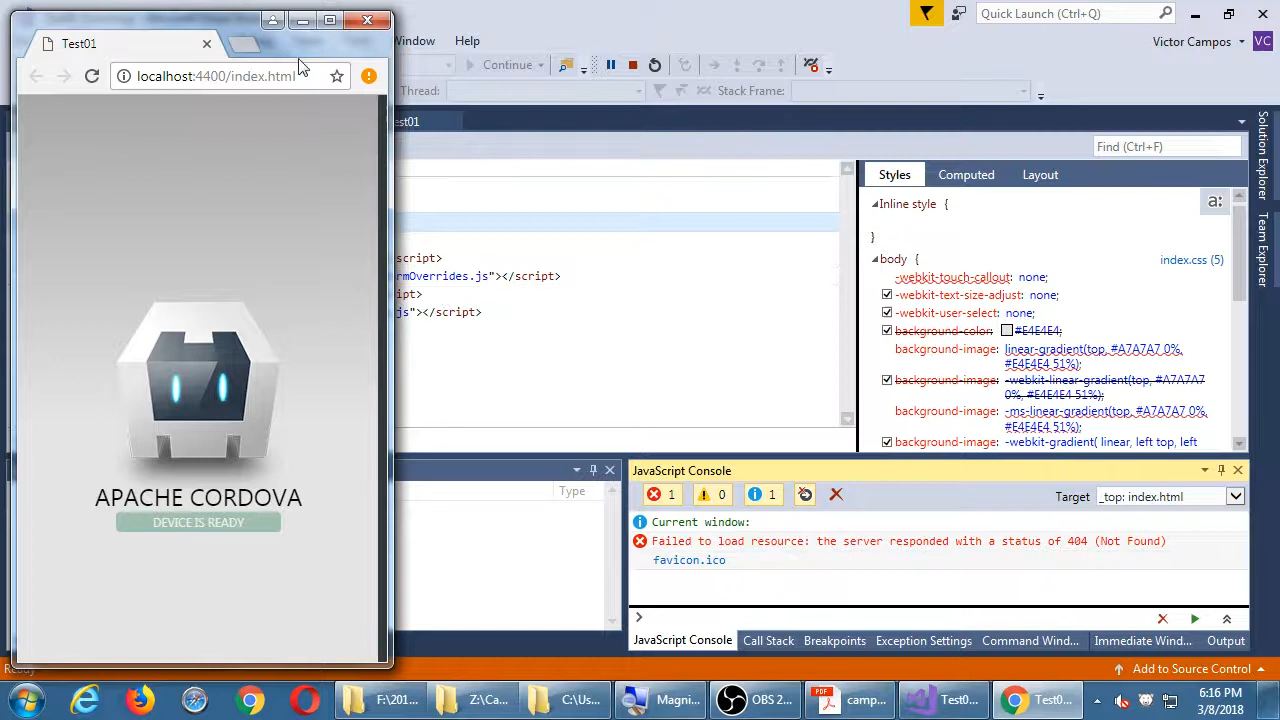 Quick Launch (Ctrl+Q)
Test01
Window
Help
Victor Campos
VC
localhost:4400/index.html
Continue
Thread:
Stack Frame:
est01
Find (Ctrl+F)
Solution Explorer
Team Explorer
Styles
Computed
Layout
Inline style {
a:
}
body {
index.css (5)
cript>
-webkit-touch-callout: none;
rmOverrides.js"></script>
-webkit-text-size-adjust: none;
ipt>
-webkit-user-select: none;
js"></script>
background-color: #E4E4E4;
background-image: linear-gradient(top, #A7A7A7 0%,
#E4E4E4 51%);
background-image: -webkit-linear-gradient(top, #A7A7A7
0%, #E4E4E4 51%);
background-image: -ms-linear-gradient(top, #A7A7A7 0%,
#E4E4E4 51%);
background-image: -webkit-gradient( linear, left top, left
APACHE CORDOVA
DEVICE IS READY
Type
JavaScript Console
1
0
1
Target
_top: index.html
Current window:
Failed to load resource: the server responded with a status of 404 (Not Found)
favicon.ico
JavaScript Console
Call Stack
Breakpoints
Exception Settings
Command Wind...
Immediate Wind...
Output
Ready
Add to Source Control
F:\201...
Z:\Ca...
C:\Us...
Magni...
OBS 2...
PDF
camp...
Test0...
Test0...
6:16 PM
3/8/2018